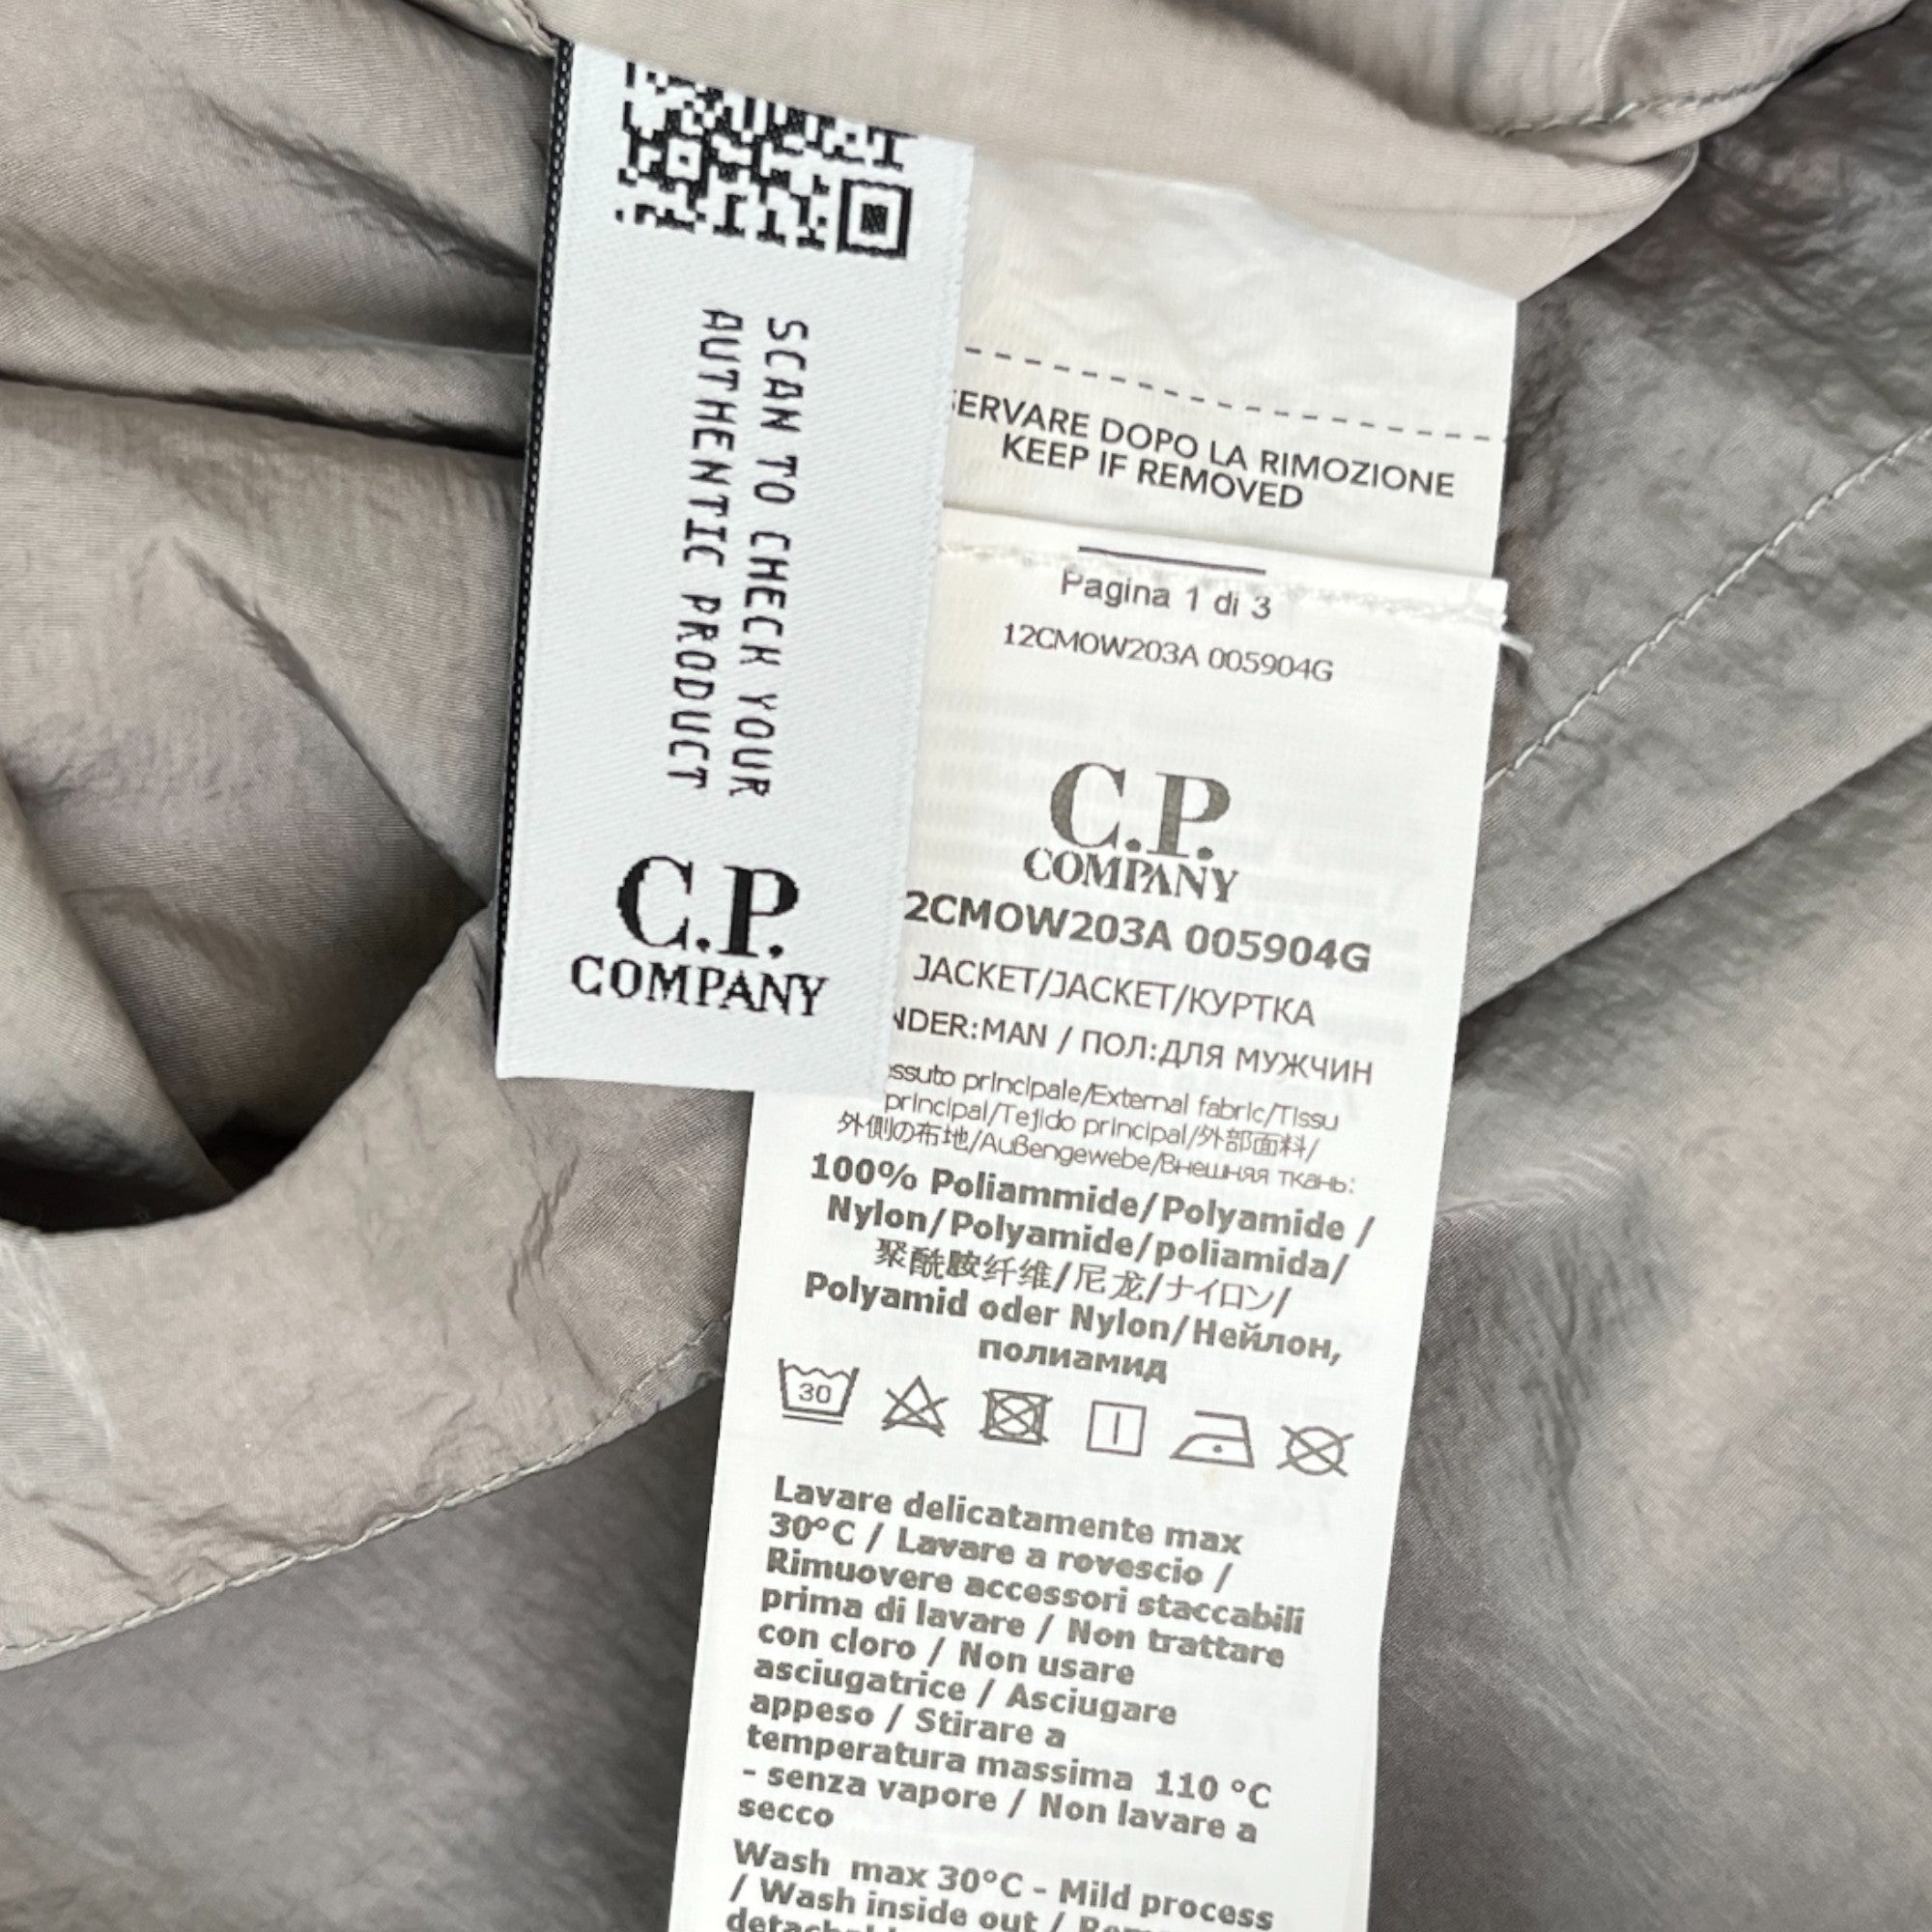 SCAN TO CHECK YOUR
AUTHENTIC PRODUCT
C.P.
COMPANY
SERVARE DOPO LA RIMOZIONE
KEEP IF REMOVED
Pagina 1 di 3
12CMOW203A 005904G
C.P.
COMPANY
2CMOW203A 005904G
JACKET/JACKET/КУРТКА
NDER:MAN / ПОЛ:ДЛЯ МУЖЧИН
essuto principale/External fabric/Tissu
principal/Tejido principal/外部面料/
外側の布地/Außengewebe/Внешняя ткань:
100% Poliammide/Polyamide /
Nylon/Polyamide/poliamida/
聚酰胺纤维/尼龙/ナイロン/
Polyamid oder Nylon/Нейлон,
полиамид
30
Lavare delicatamente max
30°C / Lavare a rovescio /
Rimuovere accessori staccabili
prima di lavare / Non trattare
con cloro / Non usare
asciugatrice / Asciugare
appeso / Stirare a
temperatura massima 110 °C
- senza vapore / Non lavare a
secco
Wash max 30°C - Mild process
/ Wash inside out /